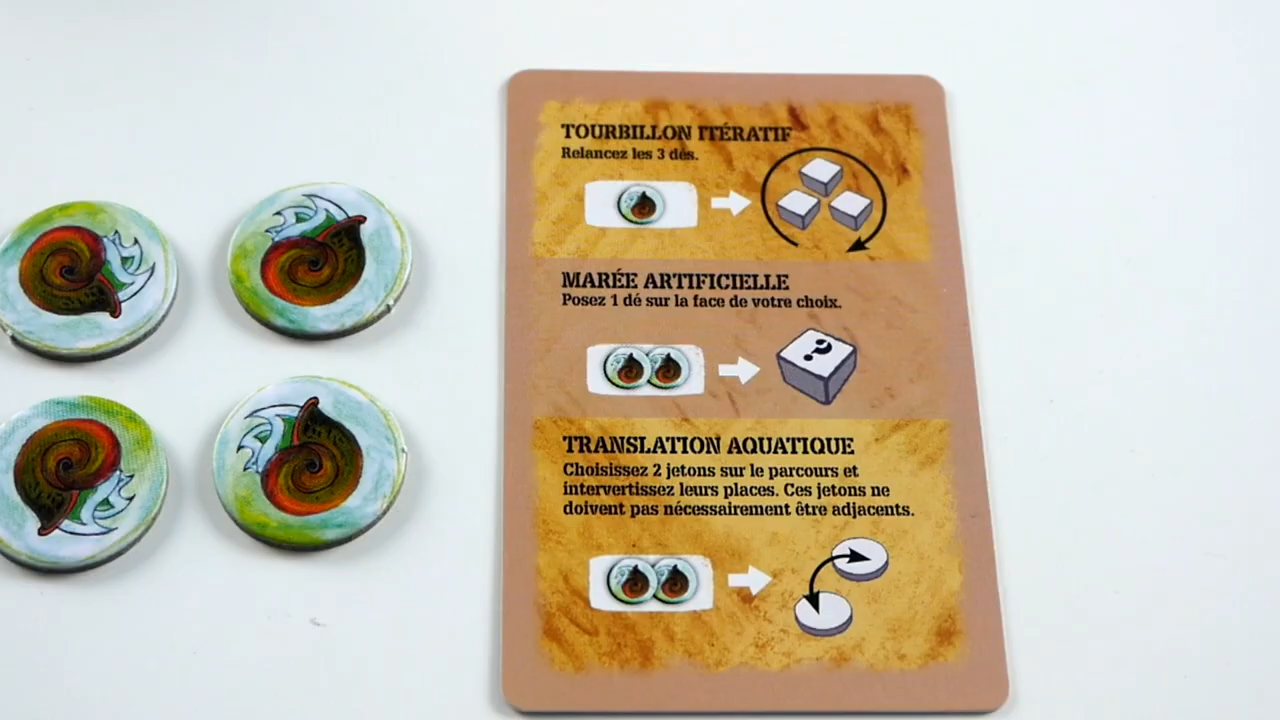 TOURBILLON ITÉRATIF
Relancez les 3 dés.
MARÉE ARTIFICIELLE
Posez 1 dé sur la face de votre choix.
?
TRANSLATION AQUATIQUE
Choisissez 2 jetons sur le parcours et
intervertissez leurs places. Ces jetons ne
doivent pas nécessairement être adjacents.